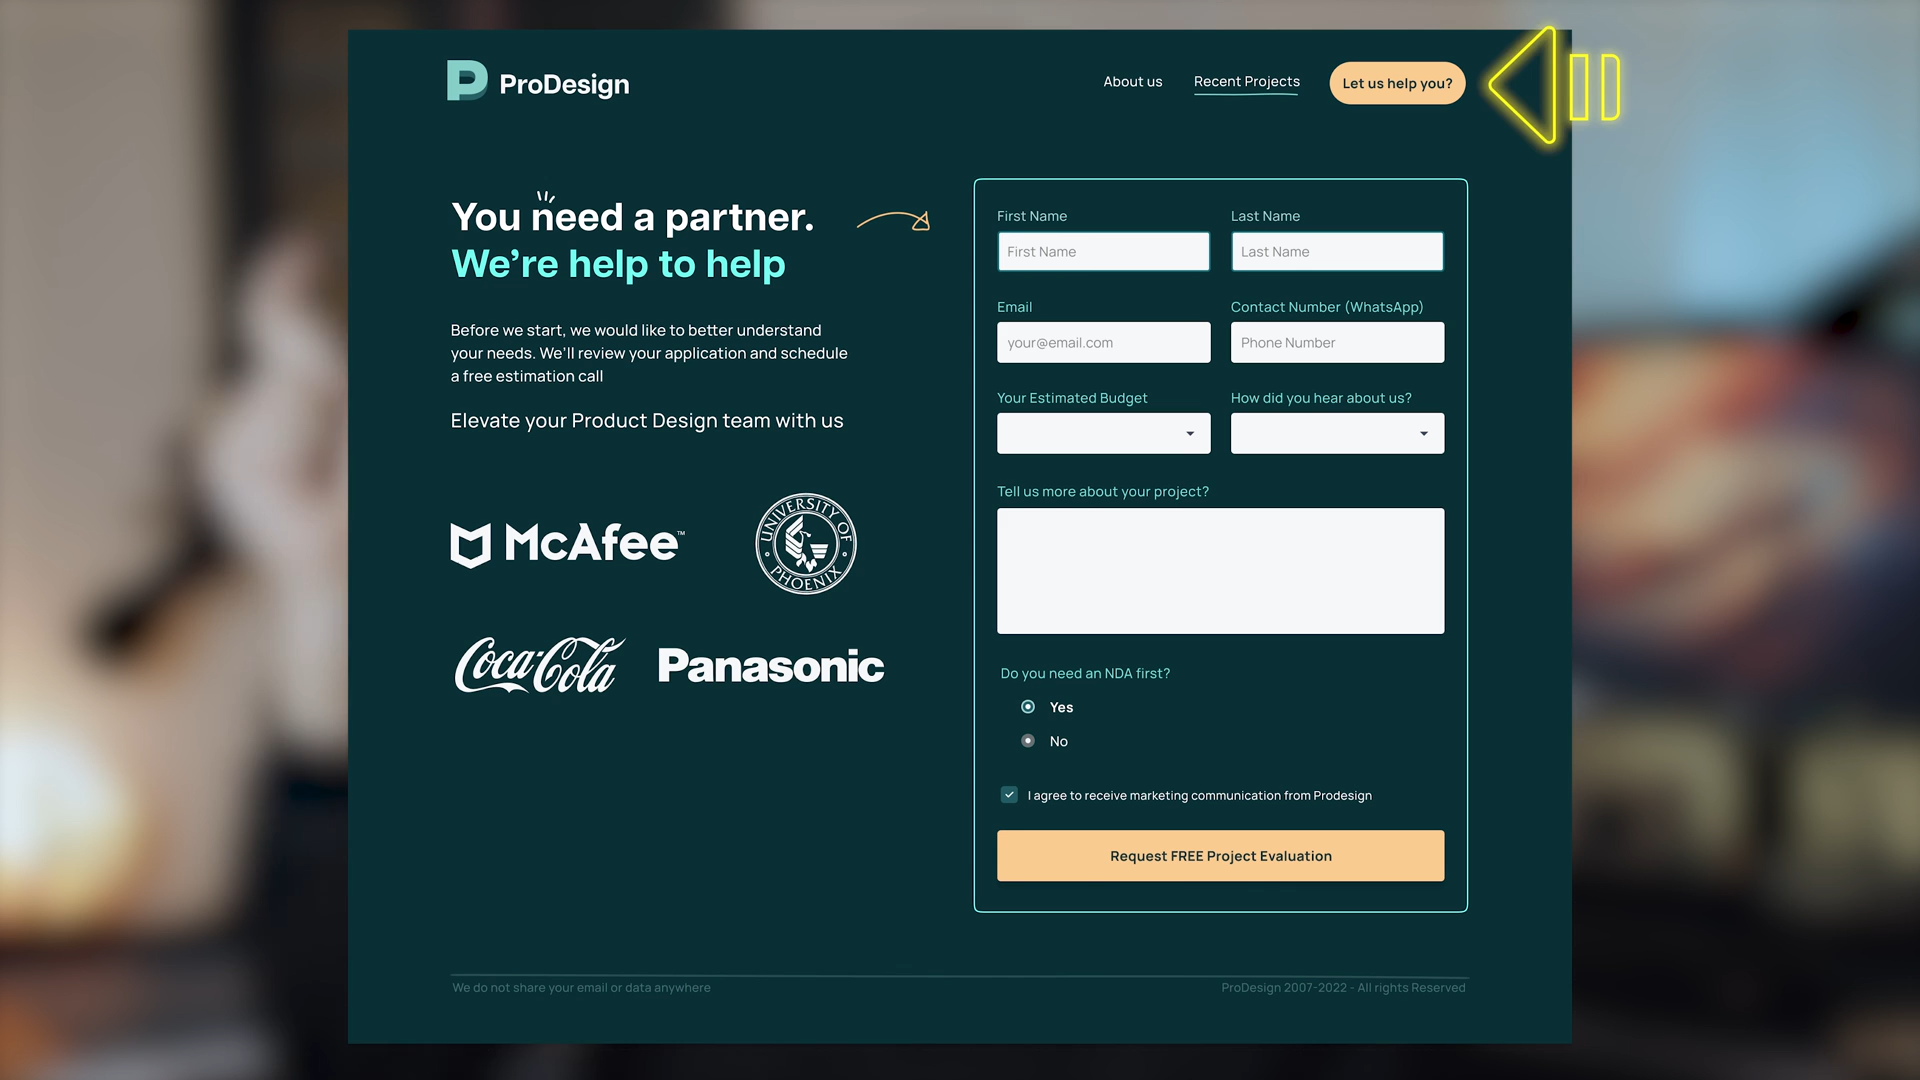 ProDesign
About us
Recent Projects
Let us help you?
You need a partner.
We're help to help
Before we start, we would like to better understand
your needs. We'll review your application and schedule
a free estimation call
Elevate your Product Design team with us
McAfee™
UNIVERSITY OF
PHOENIX
Coca-Cola
Panasonic
First Name
Last Name
First Name
Last Name
Email
Contact Number (WhatsApp)
your@email.com
Phone Number
Your Estimated Budget
How did you hear about us?
Tell us more about your project?
Do you need an NDA first?
Yes
No
I agree to receive marketing communication from Prodesign
Request FREE Project Evaluation
We do not share your email or data anywhere
ProDesign 2007-2022 - All rights Reserved